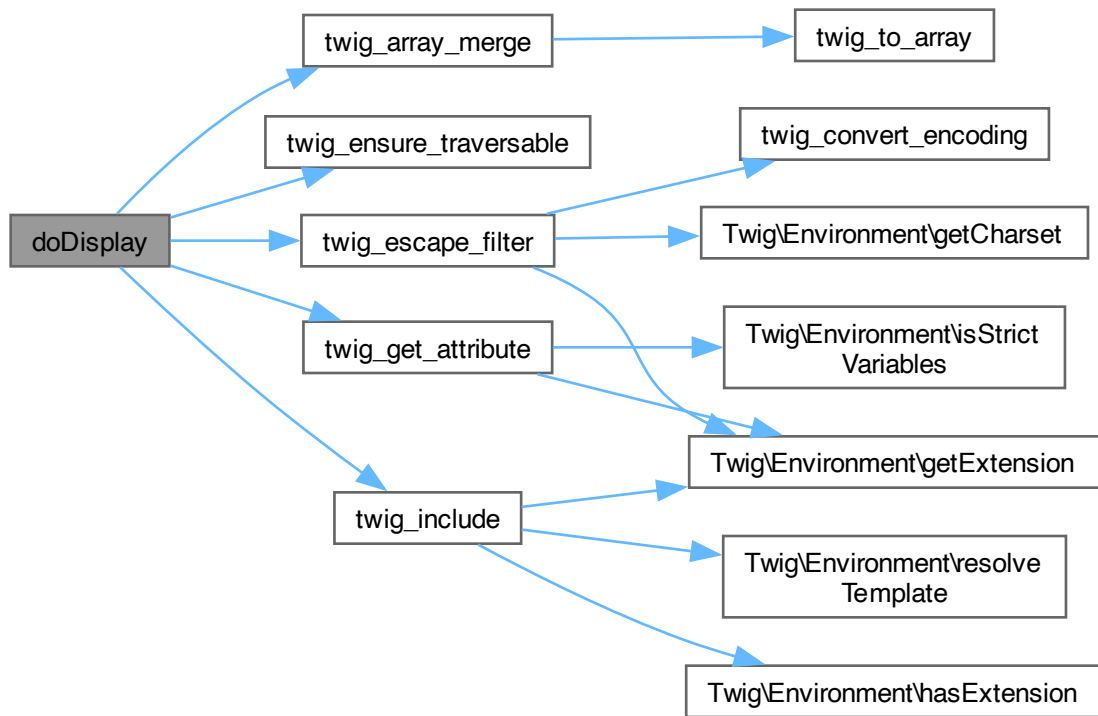 twig_array_merge
twig_to_array
twig_ensure_traversable
twig_convert_encoding
doDisplay
twig_escape_filter
Twig\Environment\getCharset
twig_get_attribute
Twig\Environment\isStrict
Variables
Twig\Environment\getExtension
twig_include
Twig\Environment\resolve
Template
Twig\Environment\hasExtension